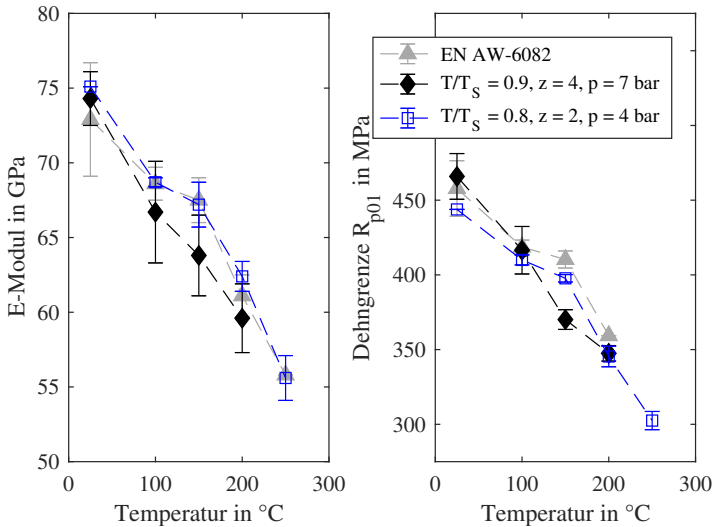 EN AW-6082
T/T_S = 0.9, z = 4, p = 7 bar
T/T_S = 0.8, z = 2, p = 4 bar
E-Modul in GPa
80
75
70
65
60
55
50
0
100
200
300
Temperatur in °C
Dehngrenze R_p01 in MPa
450
400
350
300
0
100
200
300
Temperatur in °C